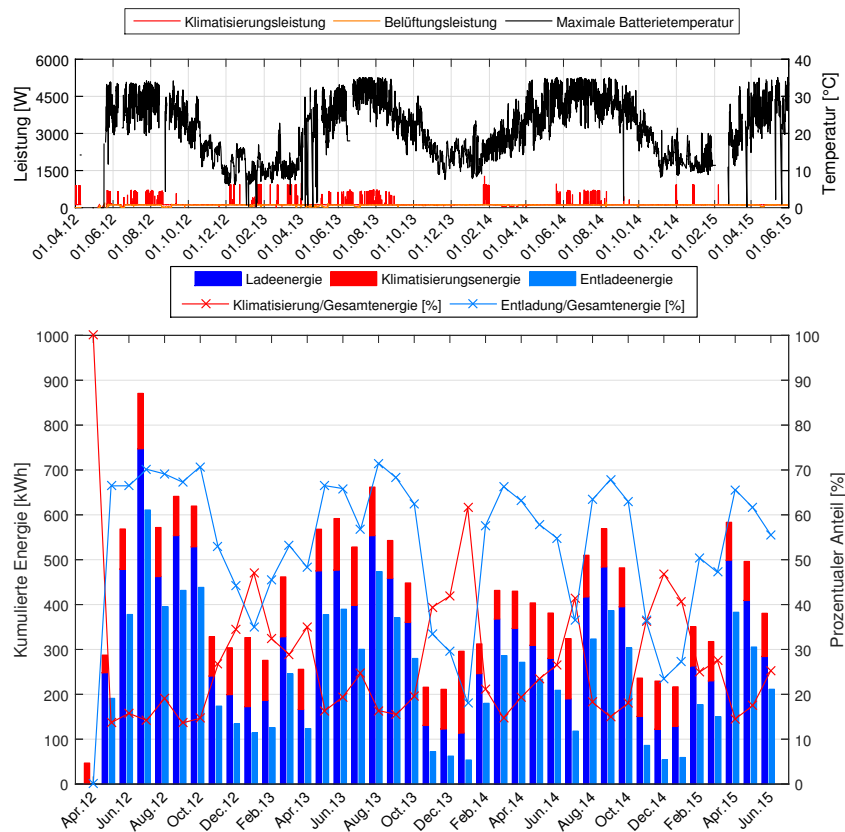 Klimatisierungsleistung Belüftungsleistung Maximale Batterietemperatur
6000 40
4500 30
3000 20
1500 10
0 0
Leistung [W]
Temperatur [°C]
01.04.12 01.06.12 01.08.12 01.10.12 01.12.12 01.02.13 01.04.13 01.06.13 01.08.13 01.10.13 01.12.13 01.02.14 01.04.14 01.06.14 01.08.14 01.10.14 01.12.14 01.02.15 01.04.15 01.06.15
Ladeenergie Klimatisierungsenergie Entladeenergie
Klimatisierung/Gesamtenergie [%] Entladung/Gesamtenergie [%]
1000 100
900 90
800 80
700 70
600 60
500 50
400 40
300 30
200 20
100 10
0 0
Kumulierte Energie [kWh]
Prozentualer Anteil [%]
Apr.12 Jun.12 Aug.12 Oct.12 Dec.12 Feb.13 Apr.13 Jun.13 Aug.13 Oct.13 Dec.13 Feb.14 Apr.14 Jun.14 Aug.14 Oct.14 Dec.14 Feb.15 Apr.15 Jun.15